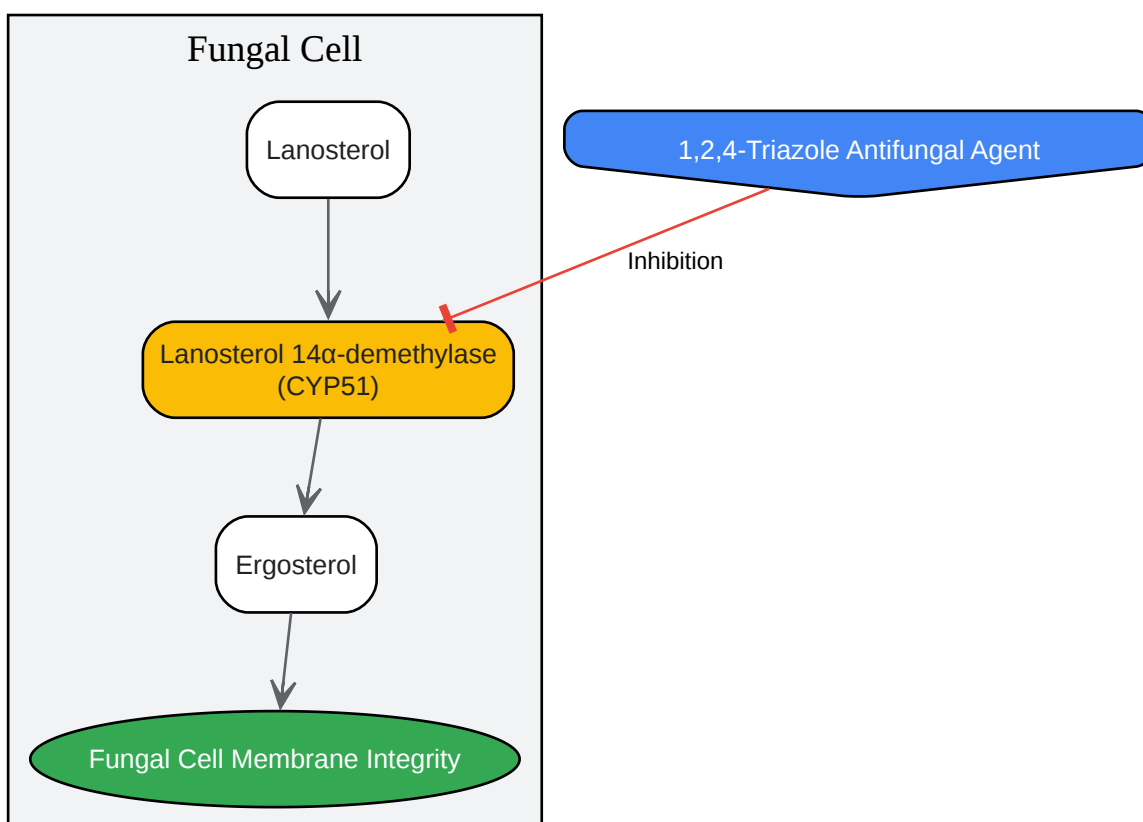 Fungal Cell
Lanosterol
1,2,4-Triazole Antifungal Agent
Inhibition
Lanosterol 14α-demethylase
(CYP51)
Ergosterol
Fungal Cell Membrane Integrity